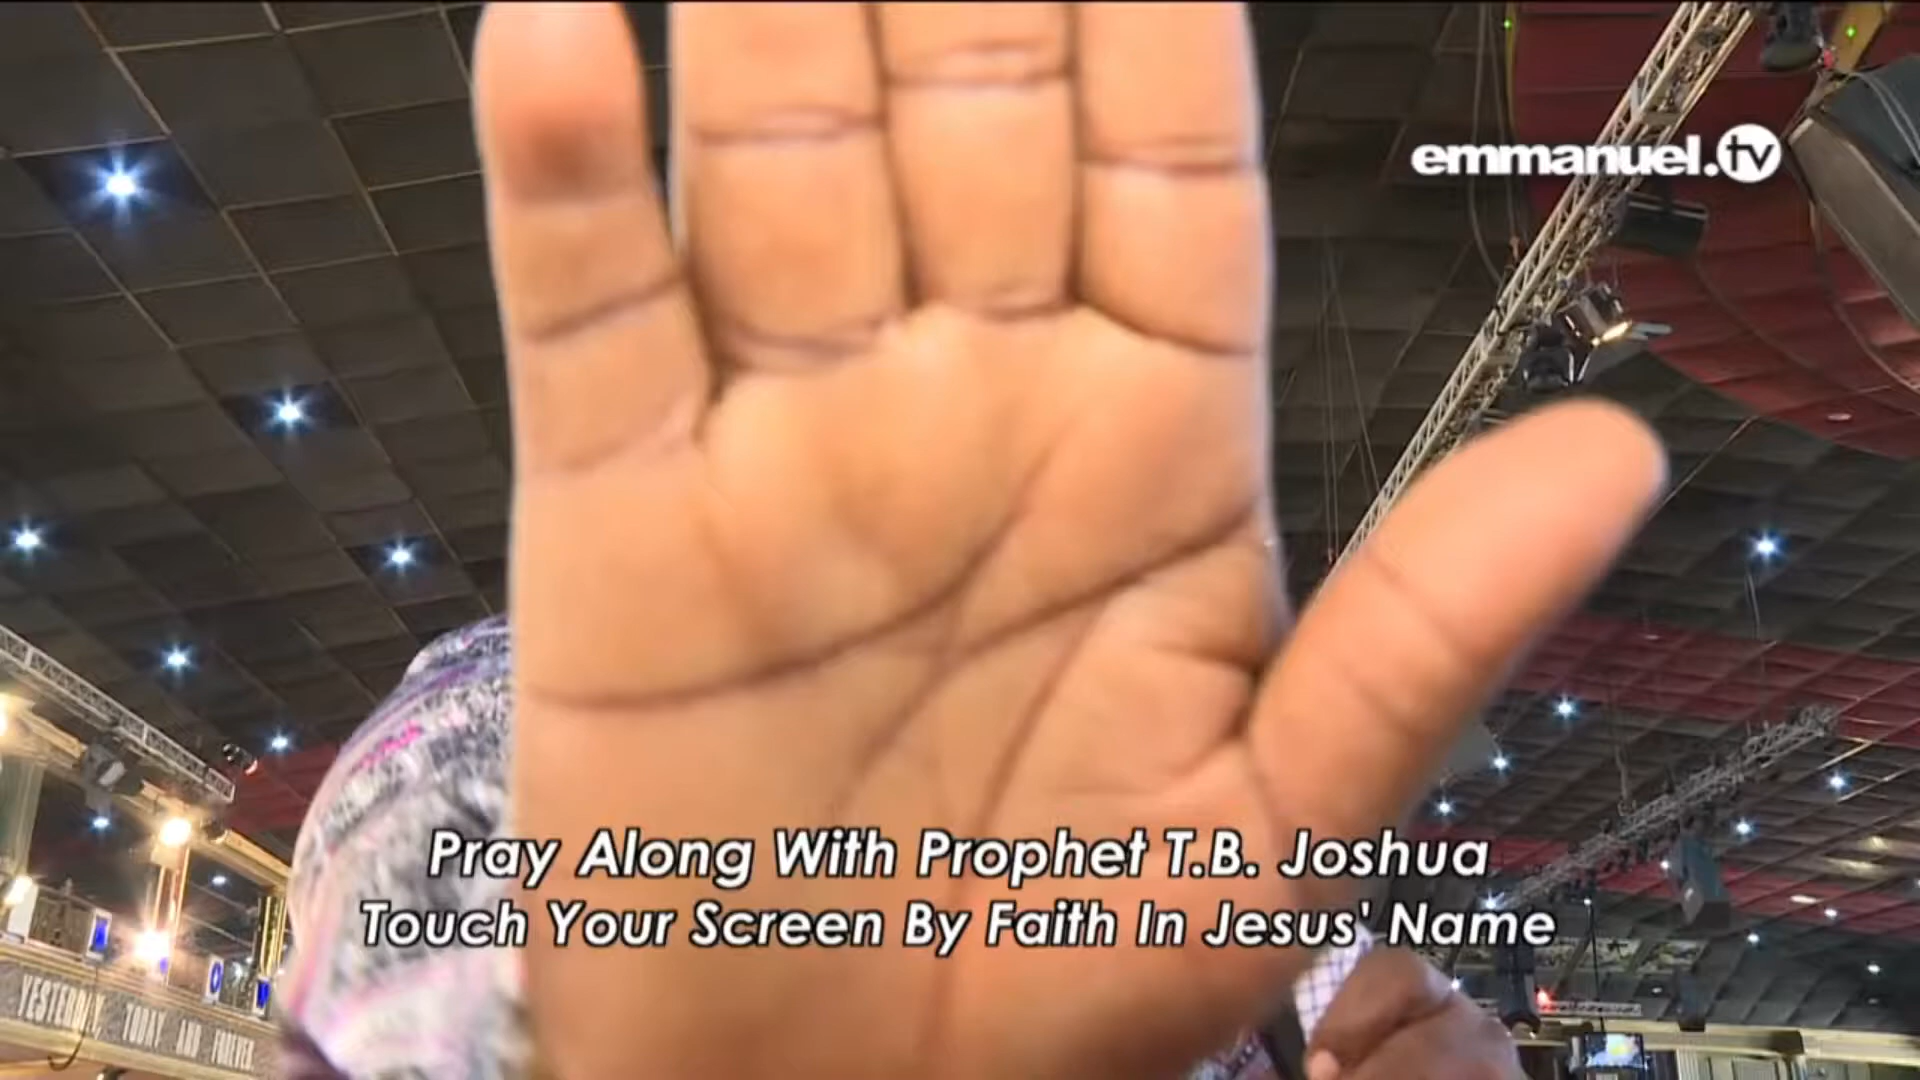 emmanuel.tv
Pray Along With Prophet T.B. Joshua
Touch Your Screen By Faith In Jesus' Name
YESTERDAY TODAY AND FOREVER